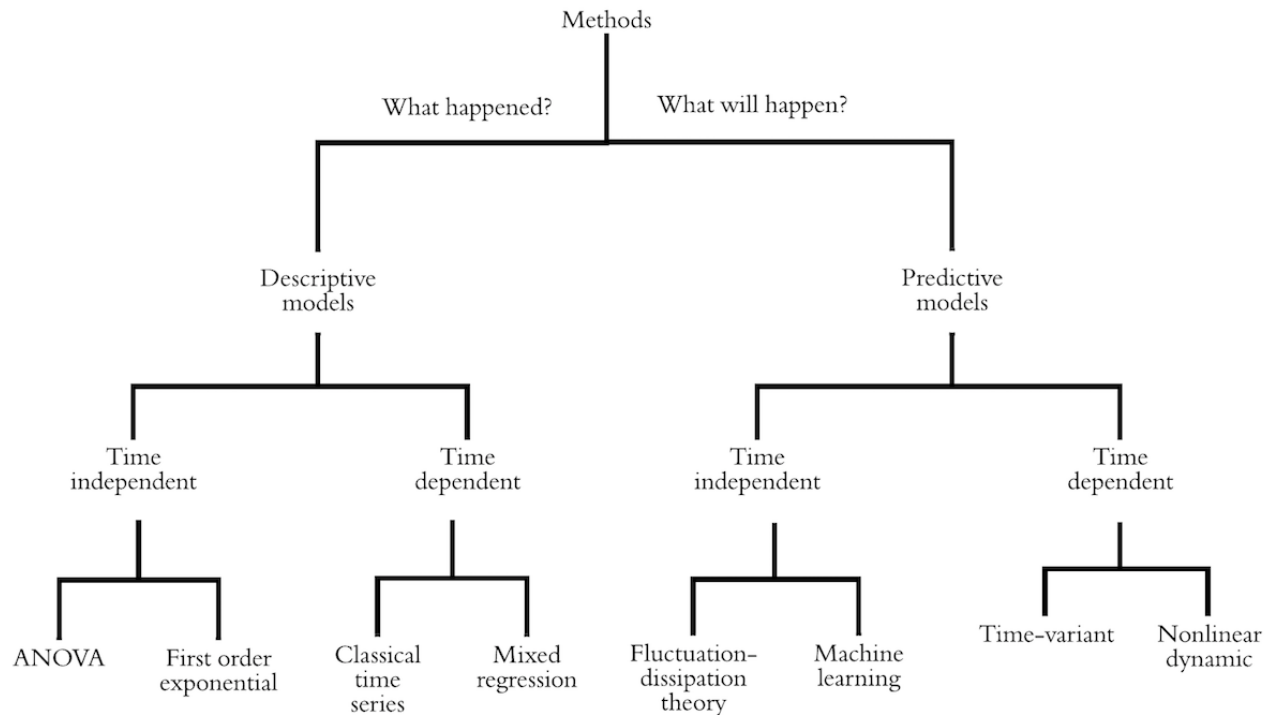 Methods
What happened?
What will happen?
Descriptive
models
Predictive
models
Time
independent
Time
dependent
Time
independent
Time
dependent
ANOVA
First order
exponential
Classical
time
series
Mixed
regression
Fluctuation-
dissipation
theory
Machine
learning
Time-variant
Nonlinear
dynamic